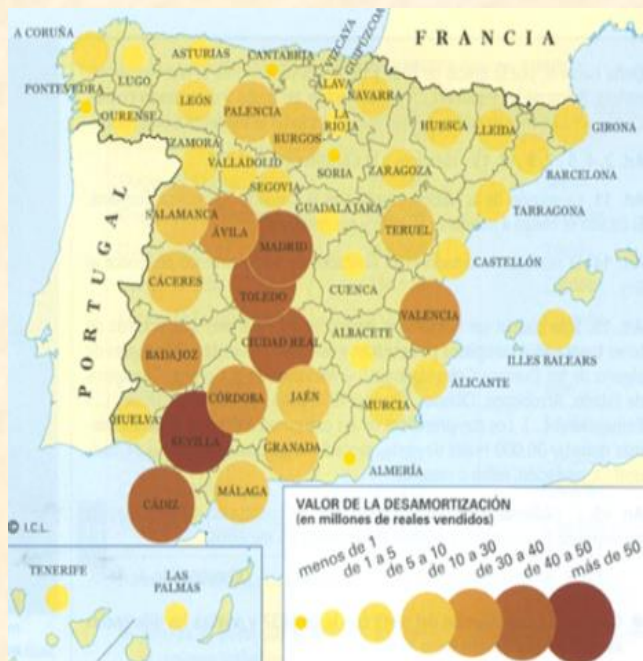 FRANCIA
A CORUÑA
LUGO
ASTURIAS
CANTABRIA
VIZCAYA
GUIPÚZCOA
PONTEVEDRA
OURENSE
LEÓN
PALENCIA
BURGOS
ÁLAVA
LA
RIOJA
NAVARRA
HUESCA
LLEIDA
GIRONA
BARCELONA
TARRAGONA
ZAMORA
VALLADOLID
SEGOVIA
SORIA
ZARAGOZA
PORTUGAL
SALAMANCA
ÁVILA
MADRID
GUADALAJARA
TERUEL
CASTELLÓN
CÁCERES
TOLEDO
CUENCA
VALENCIA
ILLES BALEARS
BADAJOZ
CIUDAD REAL
ALBACETE
ALICANTE
HUELVA
SEVILLA
CÓRDOBA
JAÉN
MURCIA
CÁDIZ
MÁLAGA
GRANADA
ALMERÍA
© I.C.L.
TENERIFE
LAS
PALMAS
VALOR DE LA DESAMORTIZACIÓN
(en millones de reales vendidos)
menos de 1
de 1 a 5
de 5 a 10
de 10 a 30
de 30 a 40
de 40 a 50
más de 50